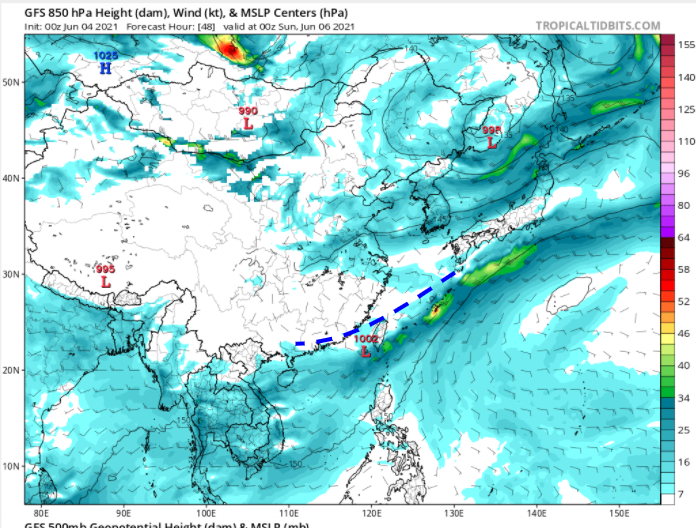 GFS 850 hPa Height (dam), Wind (kt), & MSLP Centers (hPa)
Init: 00z Jun 04 2021 Forecast Hour: [48] valid at 00z Sun, Jun 06 2021 TROPICALTIDBITS.COM
155
1025
H
140
50N
140
125
990
L
110
40N
L
96
145
80
64
995
L
30N
58
52
1002
L
46
20N
40
34
25
150
16
10N
7
80E 90E 100E 110E 120E 130E 140E 150E
GFS 500mb Geopotential Height (dam) & MSLP (mb)